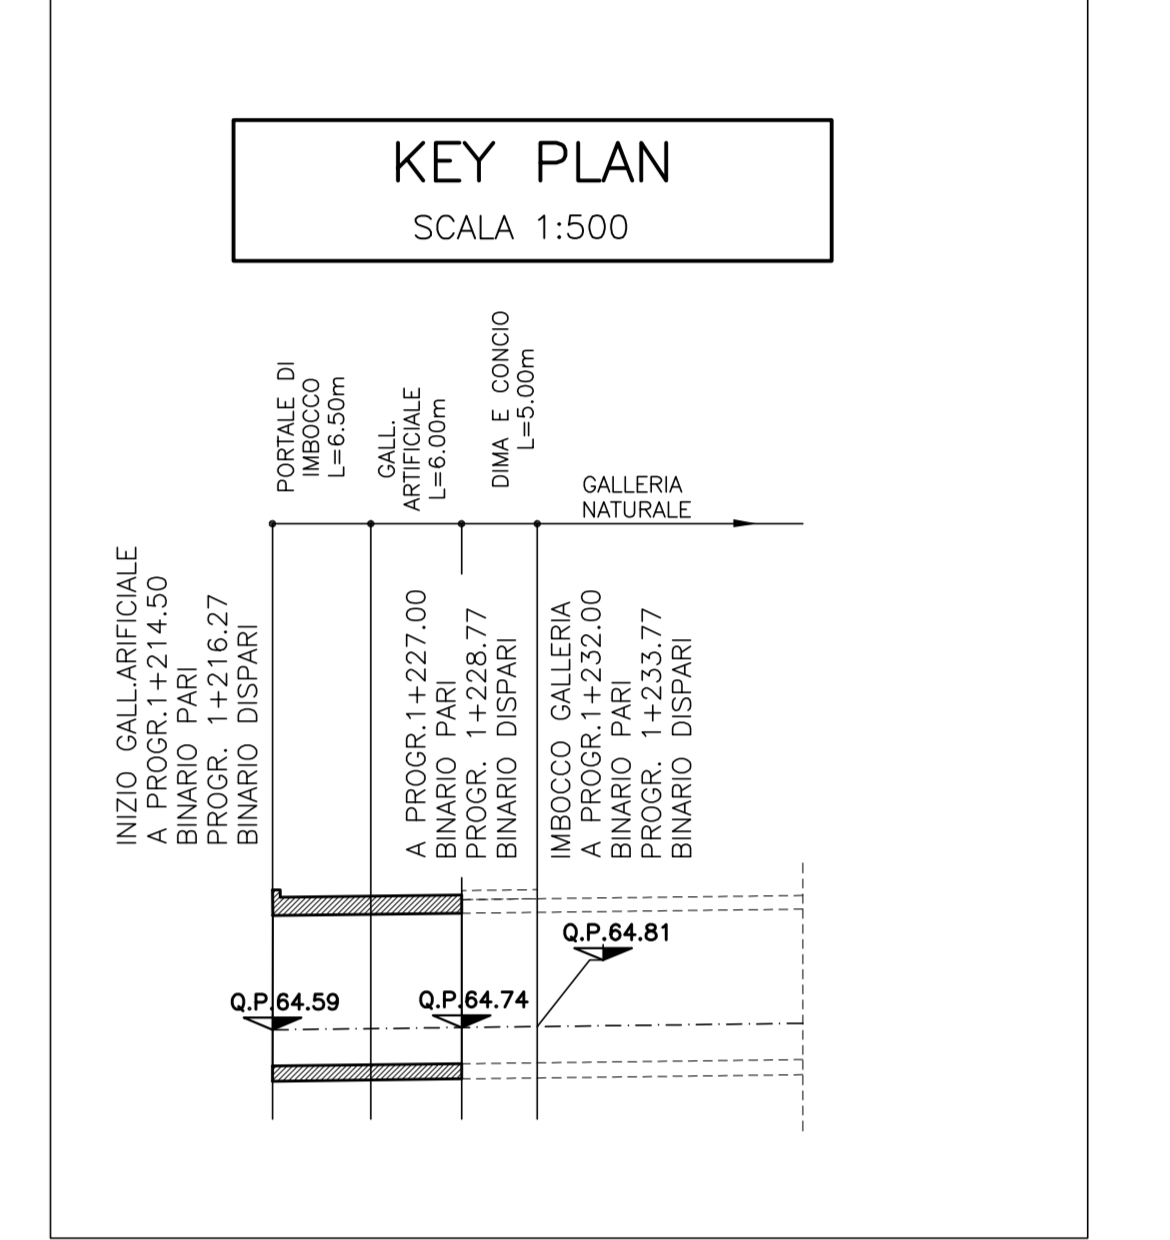 KEY PLAN
SCALA 1:500
PORTALE DI
IMBOCCO
L=6.50m
GALL.
ARTIFICIALE
L=6.00m
DIMA E CONCIO
L=5.00m
GALLERIA
NATURALE
INIZIO GALL.ARIFICIALE
A PROGR.1+214.50
BINARIO PARI
PROGR. 1+216.27
BINARIO DISPARI
A PROGR.1+227.00
BINARIO PARI
PROGR. 1+228.77
BINARIO DISPARI
IMBOCCO GALLERIA
A PROGR.1+232.00
BINARIO PARI
PROGR. 1+233.77
BINARIO DISPARI
Q.P.64.81
Q.P.64.59
Q.P.64.74